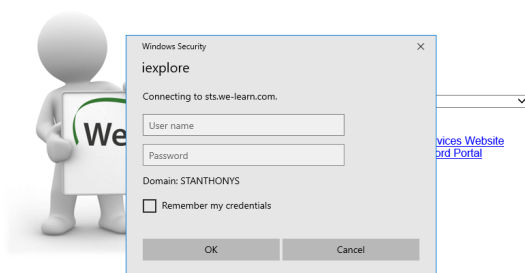 Windows Security
iexplore
Connecting to sts.we-learn.com.
User name
We
Password
vices Website
ord Portal
Domain: STANTHONYS
Remember my credentials
OK
Cancel